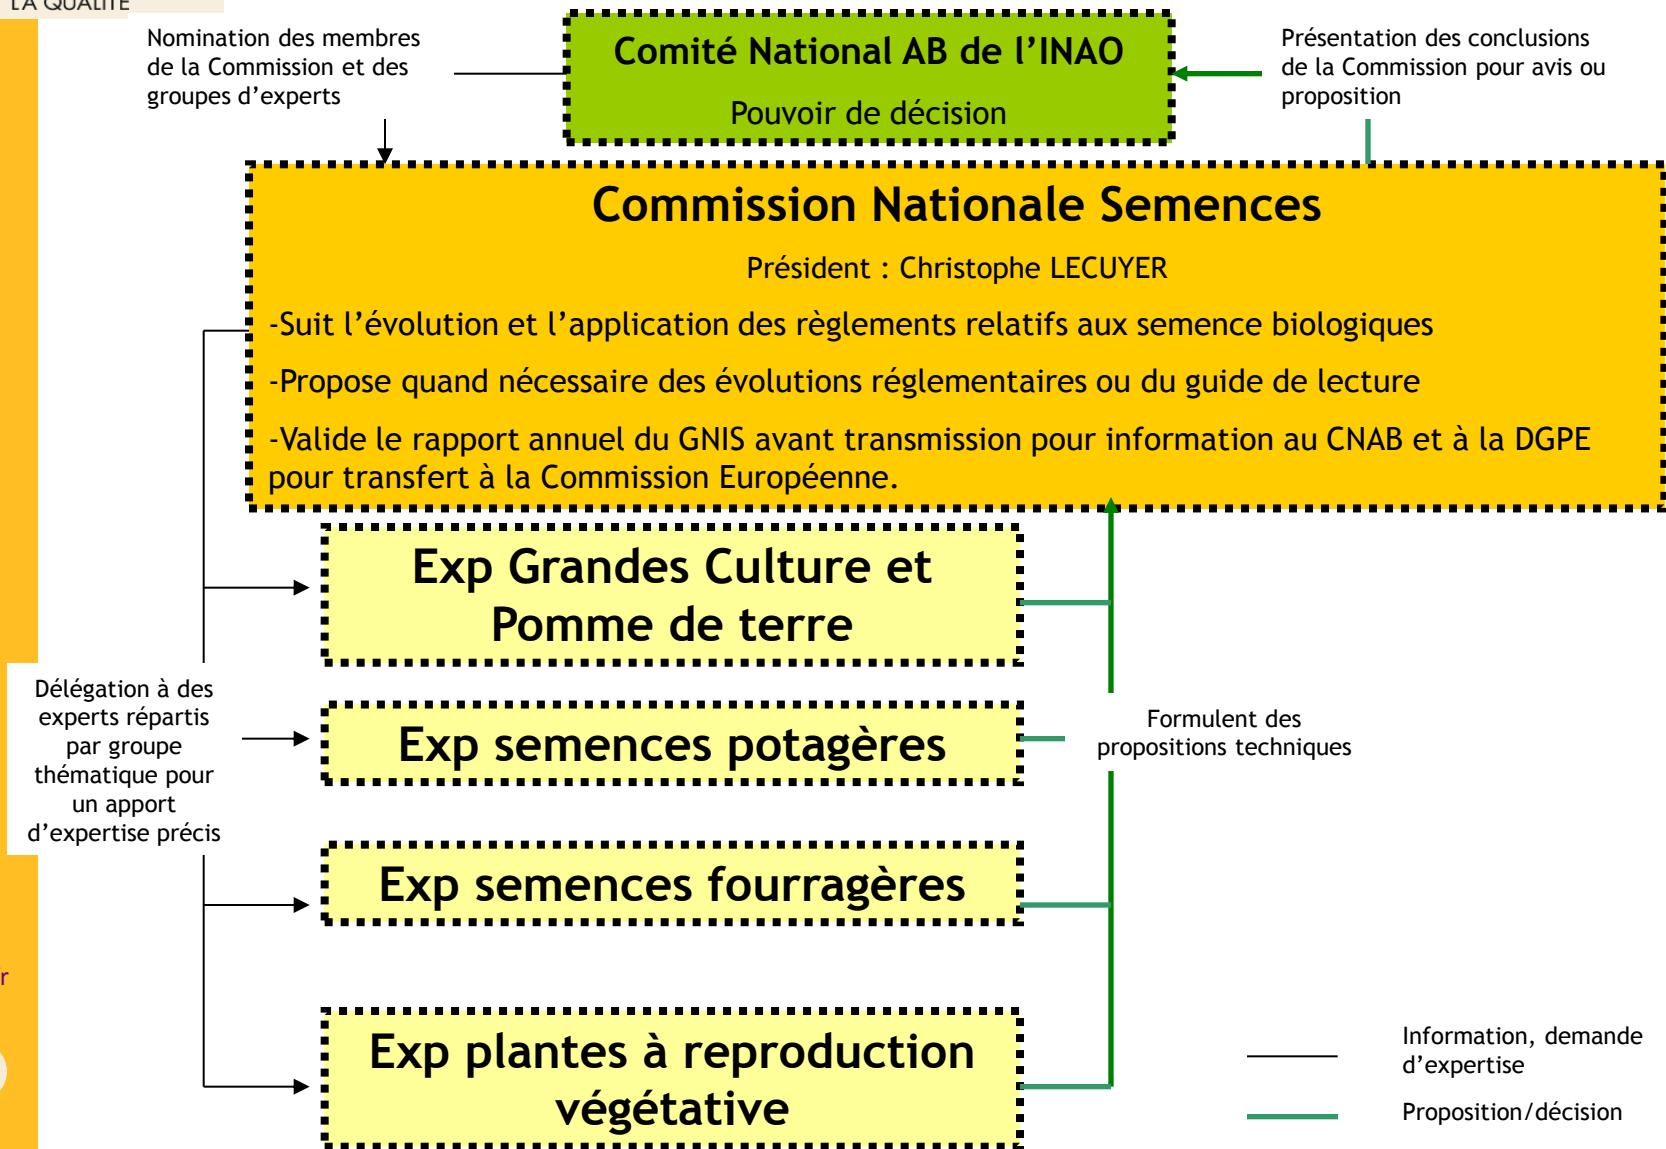 LA QUALITÉ
Nomination des membres
de la Commission et des
groupes d’experts
Comité National AB de l’INAO
Pouvoir de décision
Présentation des conclusions
de la Commission pour avis ou
proposition
Commission Nationale Semences
Président : Christophe LECUYER
-Suit l’évolution et l’application des règlements relatifs aux semence biologiques
-Propose quand nécessaire des évolutions réglementaires ou du guide de lecture
-Valide le rapport annuel du GNIS avant transmission pour information au CNAB et à la DGPE
pour transfert à la Commission Européenne.
Exp Grandes Culture et
Pomme de terre
Délégation à des
experts répartis
par groupe
thématique pour
un apport
d’expertise précis
Exp semences potagères
Formulent des
propositions techniques
Exp semences fourragères
r
Exp plantes à reproduction
végétative
Information, demande
d’expertise
Proposition/décision